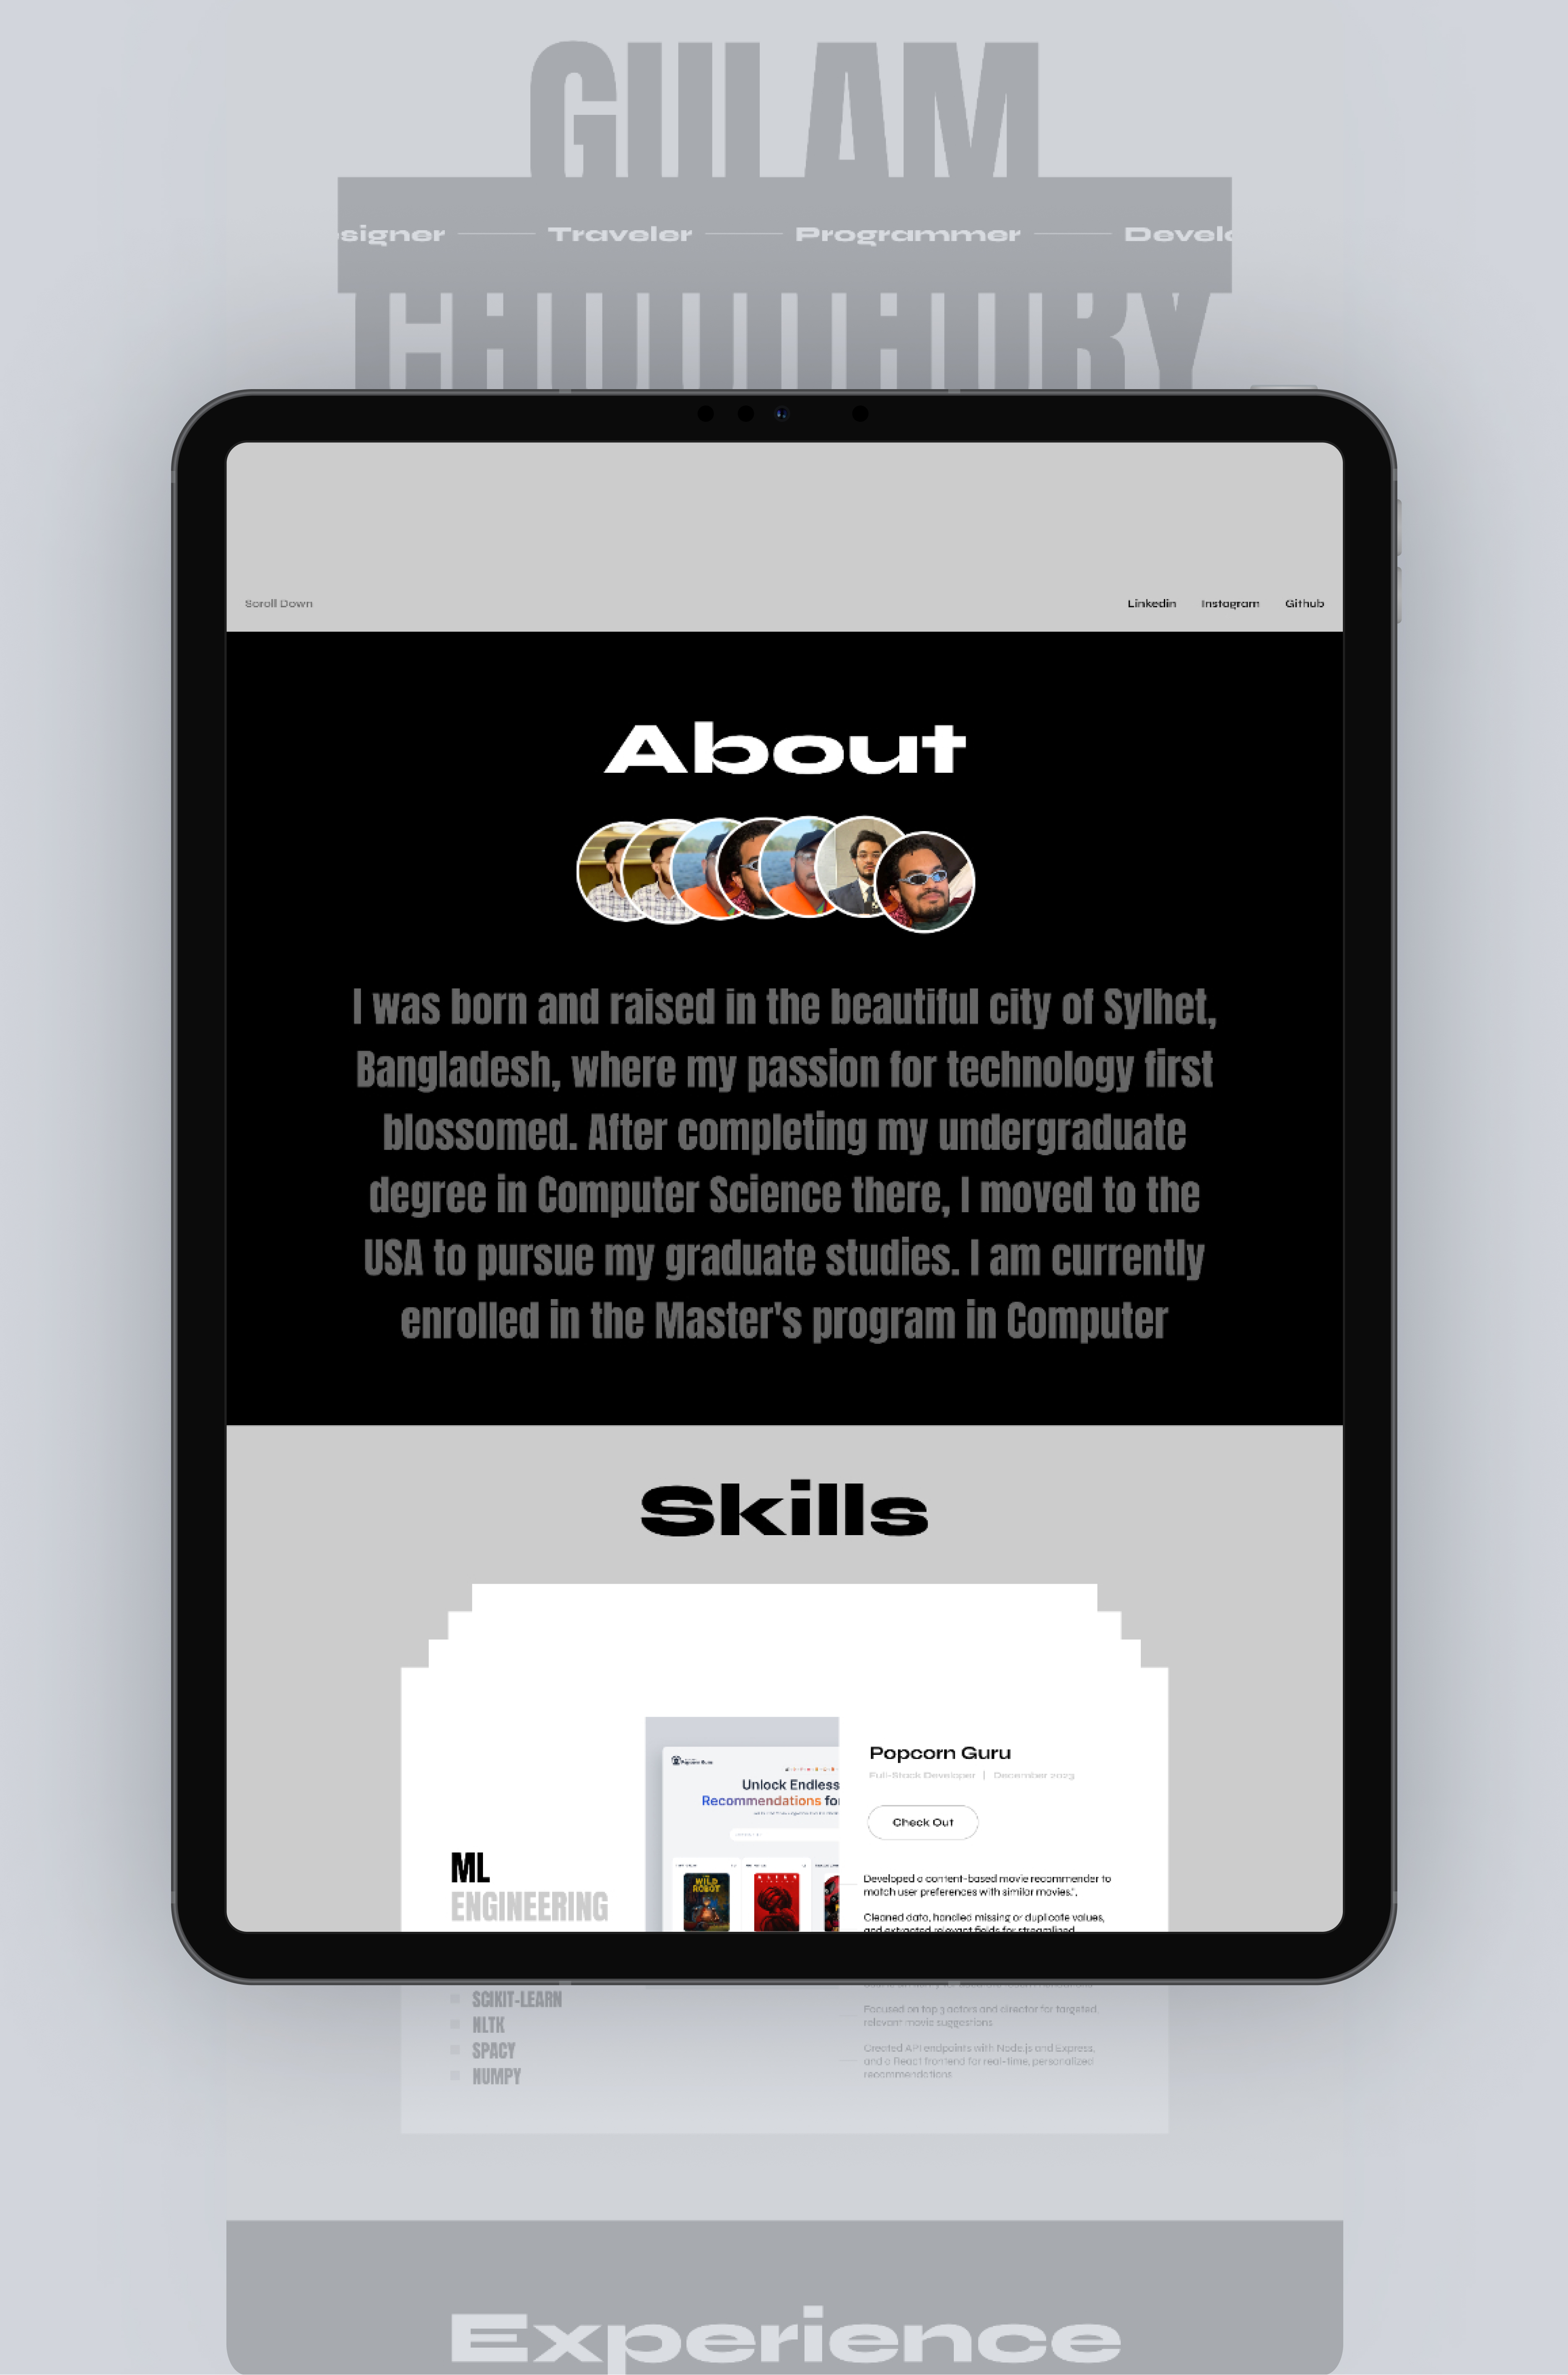 GULAM
signer Traveler Programmer Develo
CHOUDHURY
Scroll Down Linkedin Instagram Github
About
I was born and raised in the beautiful city of Sylhet,
Bangladesh, where my passion for technology first
blossomed. After completing my undergraduate
degree in Computer Science there, I moved to the
USA to pursue my graduate studies. I am currently
enrolled in the Master's program in Computer
Skills
Popcorn Guru
Unlock Endless
Recommendations for
WILD
ROBOT
ALIEN
Popcorn Guru
Full-Stack Developer | December 2023
Check Out
Developed a content-based movie recommender to
match user preferences with similar movies.",
Cleaned data, handled missing or duplicate values,
and extracted relevant fields for streamlined
ML
ENGINEERING
SCIKIT-LEARN
NLTK
SPACY
NUMPY
Focused on top 3 actors and director for targeted,
relevant movie suggestions
Created API endpoints with Node.js and Express,
and a React frontend for real-time, personalized
recommendations
Experience